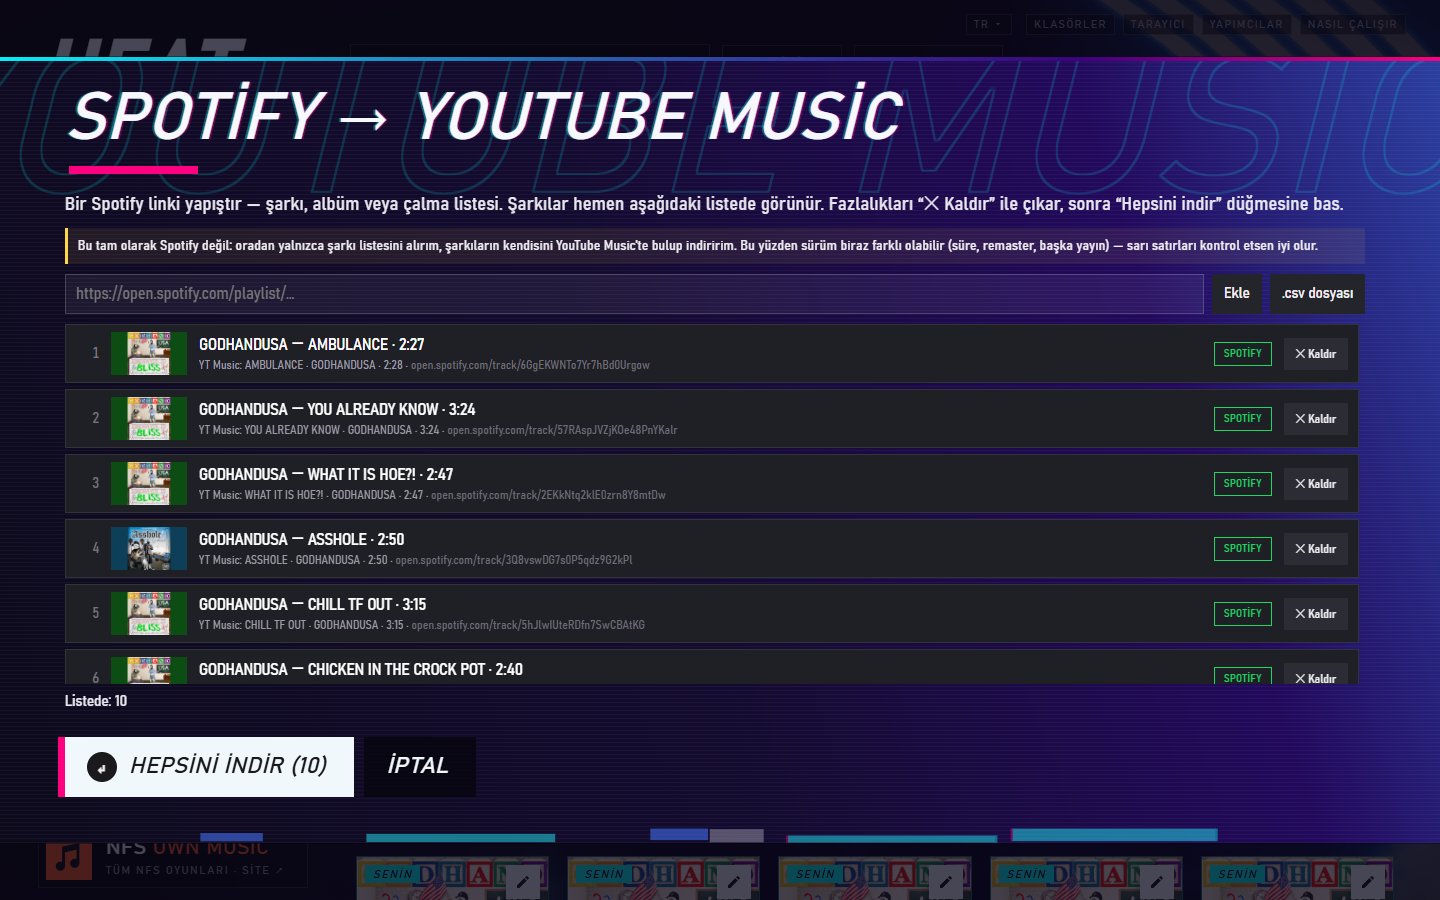 TR
KLASÖRLER
TARAYICI
YAPIMCILAR
NASIL ÇALIŞIR
HEAT
SPOTİFY → YOUTUBE MUSİC
Bir Spotify linki yapıştır — şarkı, albüm veya çalma listesi. Şarkılar hemen aşağıdaki listede görünür. Fazlalıkları “✕ Kaldır” ile çıkar, sonra “Hepsini indir” düğmesine bas.
Bu tam olarak Spotify değil: oradan yalnızca şarkı listesini alırım, şarkıların kendisini YouTube Music'te bulup indiririm. Bu yüzden sürüm biraz farklı olabilir (süre, remaster, başka yayın) — sarı satırları kontrol etsen iyi olur.
https://open.spotify.com/playlist/…
Ekle
.csv dosyası
1
GODHANDUSA — AMBULANCE · 2:27
YT Music: AMBULANCE · GODHANDUSA · 2:28 · open.spotify.com/track/6GgEKWNTo7Yr7hBd0Urgow
SPOTİFY
✕ Kaldır
2
GODHANDUSA — YOU ALREADY KNOW · 3:24
YT Music: YOU ALREADY KNOW · GODHANDUSA · 3:24 · open.spotify.com/track/57RAspJVZjKOe48PnYKalr
SPOTİFY
✕ Kaldır
3
GODHANDUSA — WHAT IT IS HOE?! · 2:47
YT Music: WHAT IT IS HOE?! · GODHANDUSA · 2:47 · open.spotify.com/track/2EKkNtq2klE0zrn8Y8mtDw
SPOTİFY
✕ Kaldır
4
GODHANDUSA — ASSHOLE · 2:50
YT Music: ASSHOLE · GODHANDUSA · 2:50 · open.spotify.com/track/3Q8vswDG7s0P5qdz9G2kPl
SPOTİFY
✕ Kaldır
5
GODHANDUSA — CHILL TF OUT · 3:15
YT Music: CHILL TF OUT · GODHANDUSA · 3:15 · open.spotify.com/track/5hJlwIUteRDfn7SwCBAtKG
SPOTİFY
✕ Kaldır
6
GODHANDUSA — CHICKEN IN THE CROCK POT · 2:40
SPOTİFY
✕ Kaldır
Listede: 10
HEPSİNİ İNDİR (10)
İPTAL
NFS OWN MUSIC
TÜM NFS OYUNLARI · SİTE ↗
SENİN
SENİN
SENİN
SENİN
SENİN